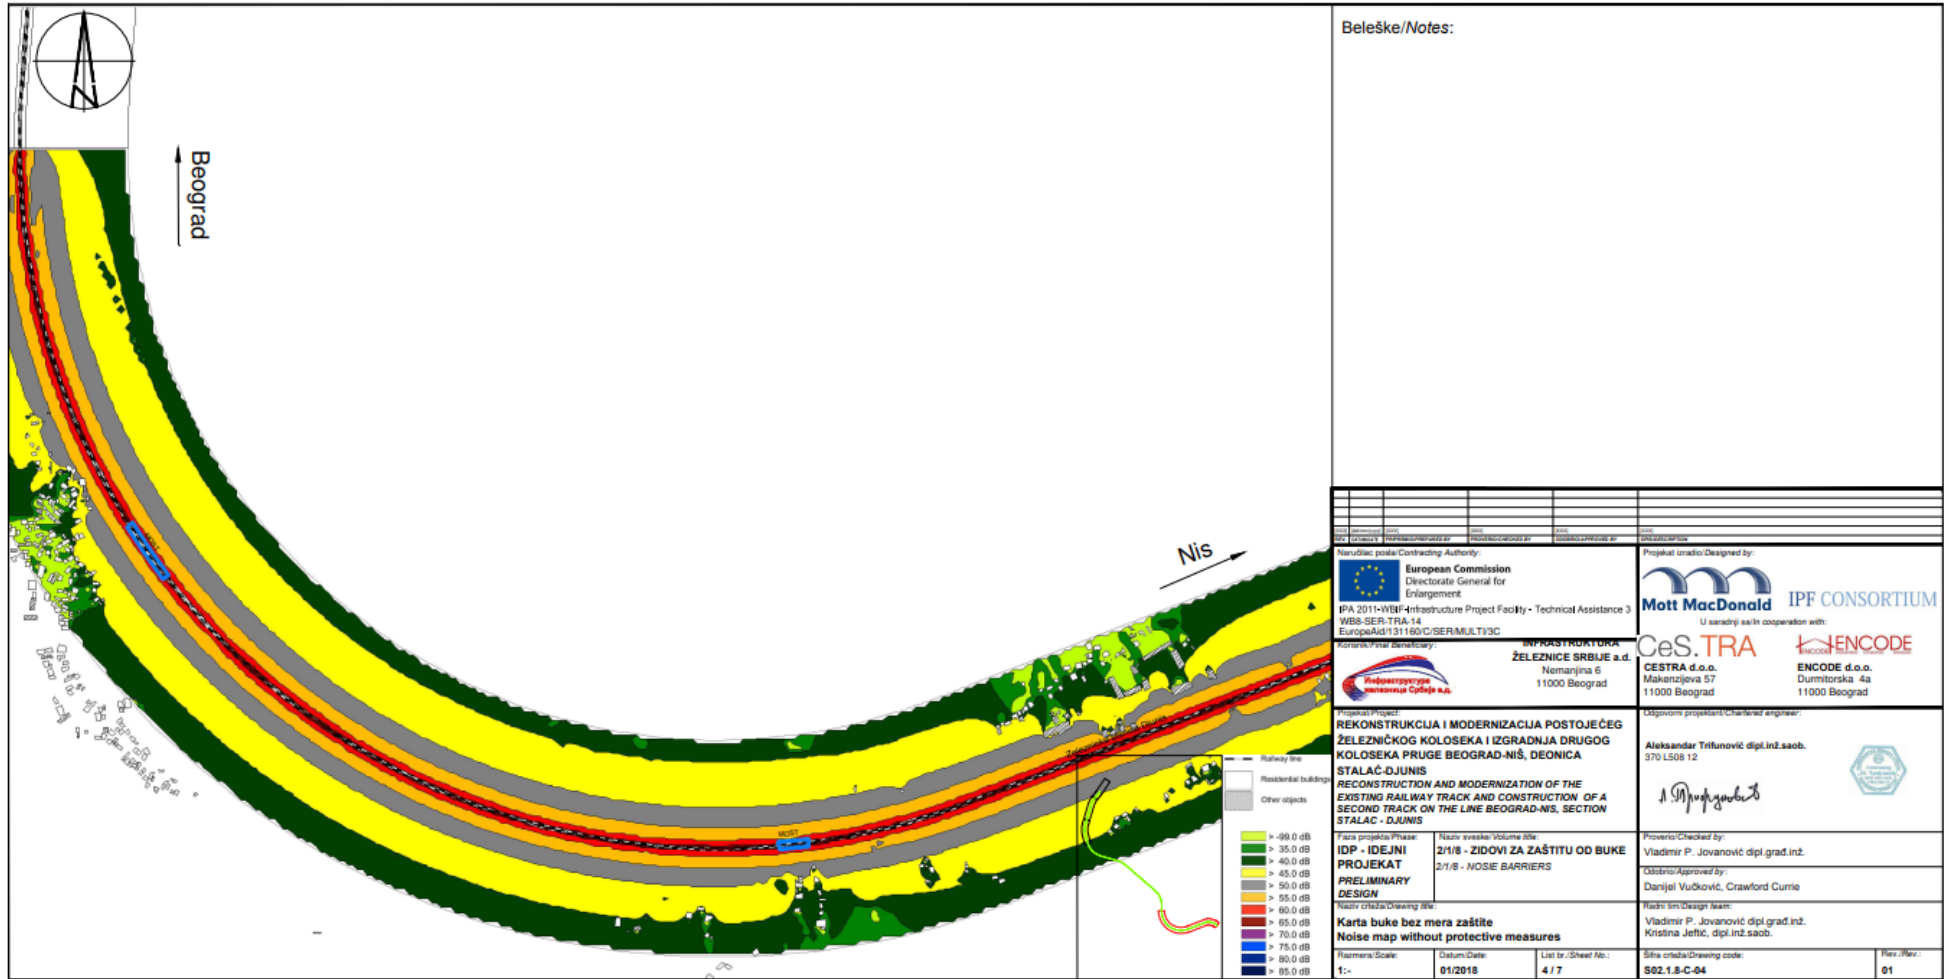 Beograd
Nis
MOST
MOST
Railway line
Residential buildings
Other objects
> -99.0 dB
> 35.0 dB
> 40.0 dB
> 45.0 dB
> 50.0 dB
> 55.0 dB
> 60.0 dB
> 65.0 dB
> 70.0 dB
> 75.0 dB
> 80.0 dB
> 85.0 dB
Beleške/Notes:
Naručilac posla/Contracting Authority:
European Commission
Directorate General for
Enlargement
IPA 2011-WBIF-Infrastructure Project Facility - Technical Assistance 3
WB8-SER-TRA-14
EuropeAid/131160/C/SER/MULTI/3C
Projekat izradio/Designed by:
Mott MacDonald
IPF CONSORTIUM
U saradnji sa/In cooperation with:
CeS.TRA
ENCODE
CESTRA d.o.o.
Makenzijeva 57
11000 Beograd
ENCODE d.o.o.
Durmitorska 4a
11000 Beograd
Korisnik/Final Beneficiary:
Инфраструктура
железнице Србије а.д.
INFRASTRUKTURA
ŽELEZNICE SRBIJE a.d.
Nemanjina 6
11000 Beograd
Projekat/Project:
REKONSTRUKCIJA I MODERNIZACIJA POSTOJEĆEG
ŽELEZNIČKOG KOLOSEKA I IZGRADNJA DRUGOG
KOLOSEKA PRUGE BEOGRAD-NIŠ, DEONICA
STALAĆ-DJUNIS
RECONSTRUCTION AND MODERNIZATION OF THE
EXISTING RAILWAY TRACK AND CONSTRUCTION OF A
SECOND TRACK ON THE LINE BEOGRAD-NIS, SECTION
STALAC - DJUNIS
Odgovorni projektant/Chartered engineer:
Aleksandar Trifunović dipl.inž.saob.
370 L508 12
Faza projekta/Phase:
IDP - IDEJNI
PROJEKAT
PRELIMINARY
DESIGN
Naziv sveske/Volume title:
2/1/8 - ZIDOVI ZA ZAŠTITU OD BUKE
2/1/8 - NOSIE BARRIERS
Proverio/Checked by:
Vladimir P. Jovanović dipl.građ.inž.
Odobrio/Approved by:
Danijel Vučković, Crawford Currie
Naziv crteža/Drawing title:
Karta buke bez mera zaštite
Noise map without protective measures
Radni tim/Design team:
Vladimir P. Jovanović dipl.građ.inž.
Kristina Jeftić, dipl.inž.saob.
Razmera/Scale:
1:-
Datum/Date:
01/2018
List br./Sheet No.:
4 / 7
Šifra crteža/Drawing code:
S02.1.8-C-04
Rev./Rev.:
01